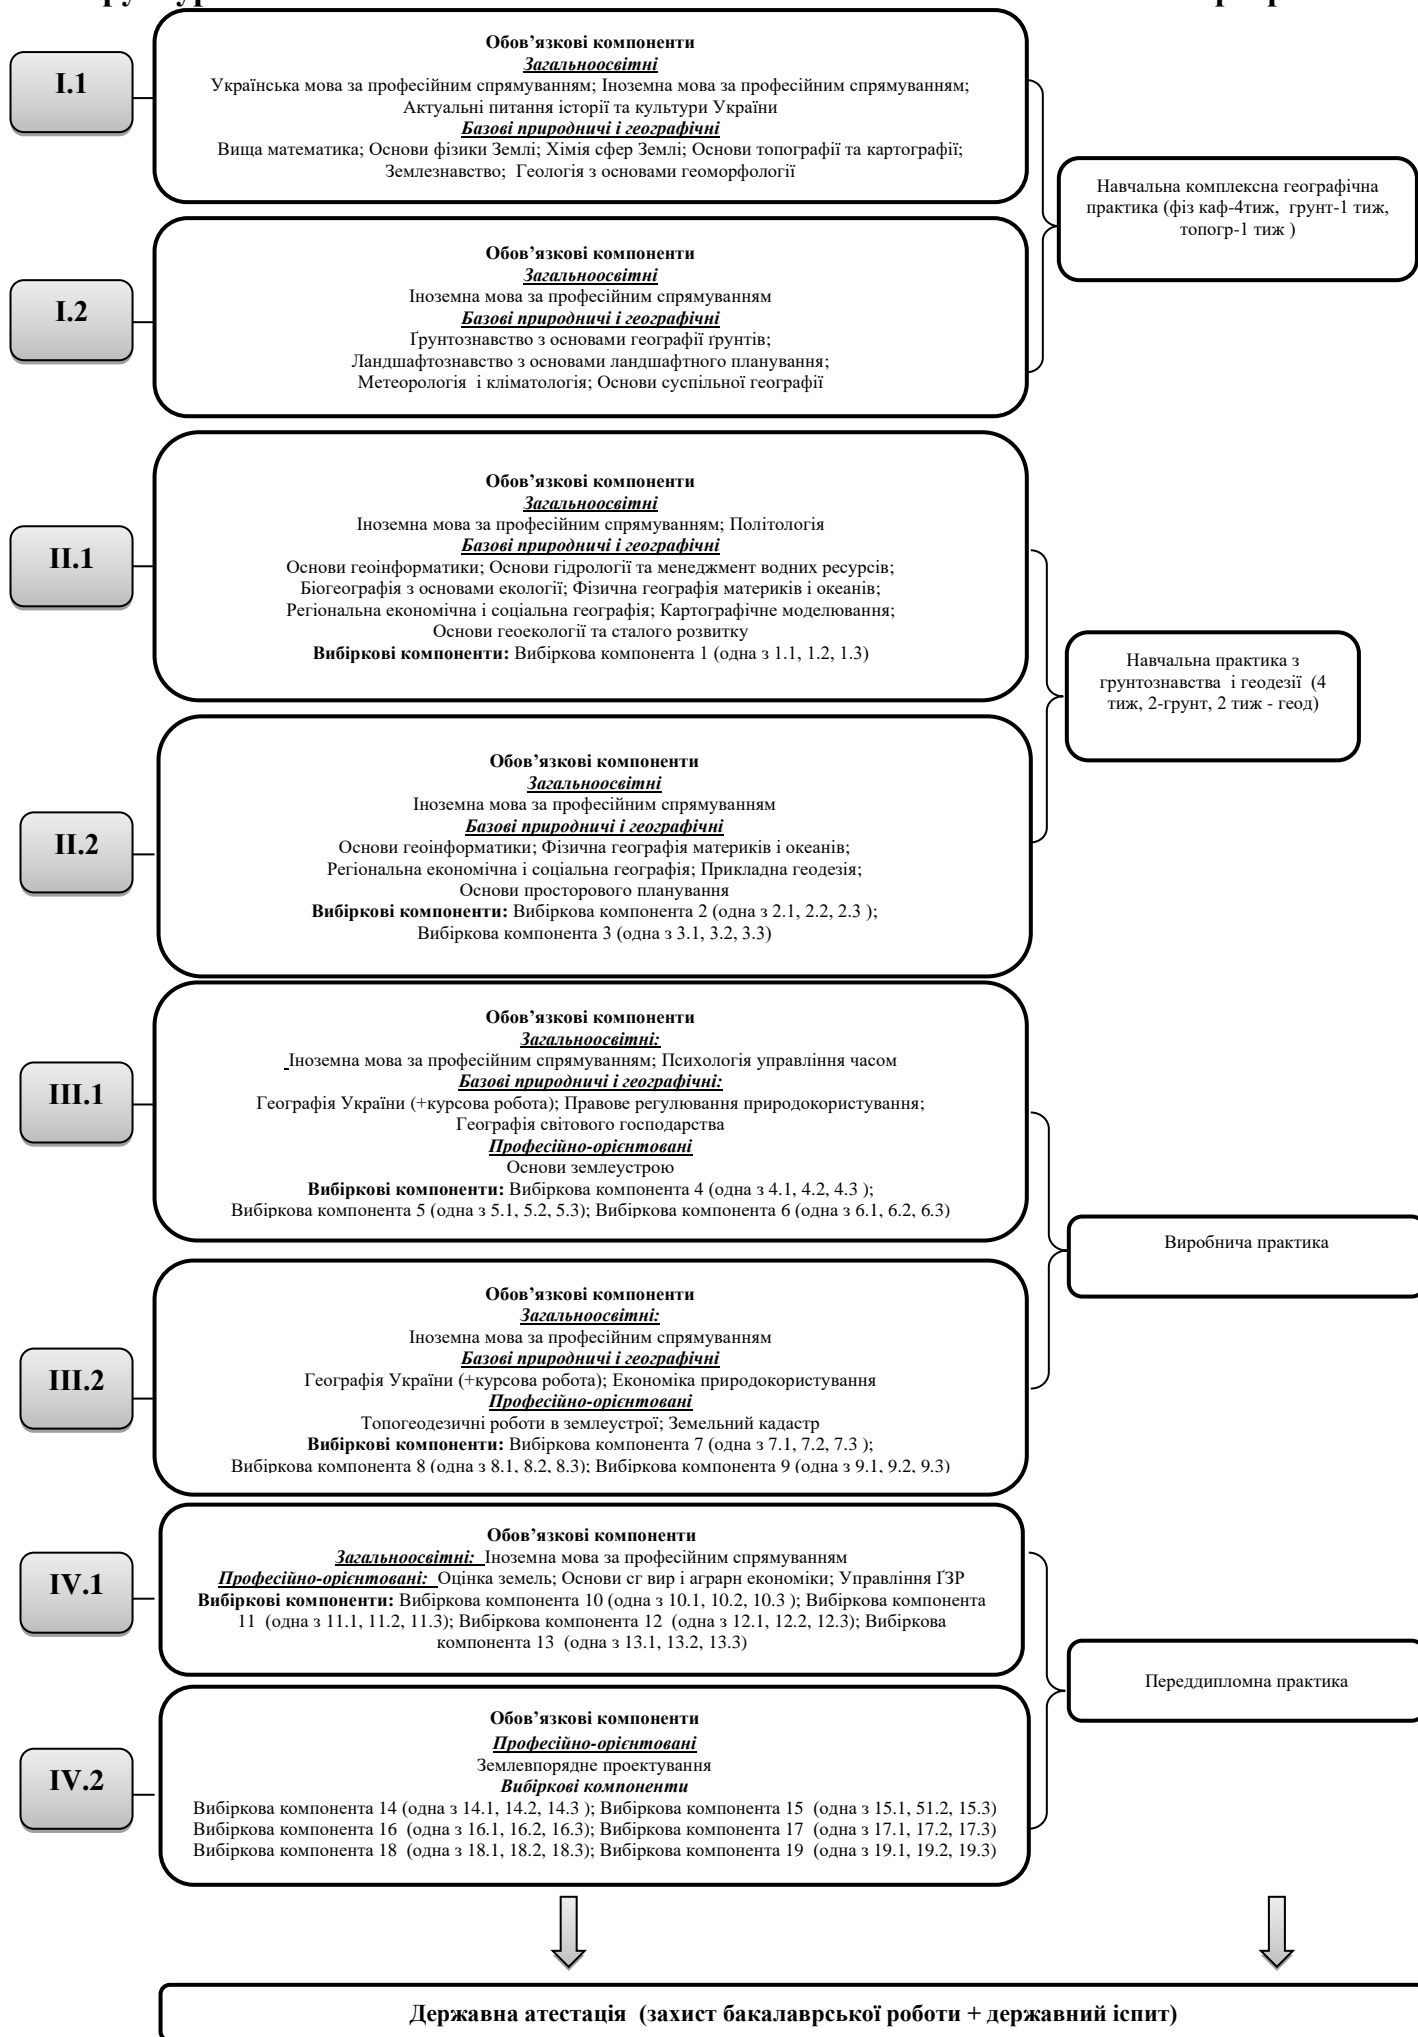 I.1
Обов’язкові компоненти
Загальноосвітні
Українська мова за професійним спрямуванням; Іноземна мова за професійним спрямуванням;
Актуальні питання історії та культури України
Базові природничі і географічні
Вища математика; Основи фізики Землі; Хімія сфер Землі; Основи топографії та картографії;
Землезнавство; Геологія з основами геоморфології
Навчальна комплексна географічна
практика (фіз каф-4тиж, грунт-1 тиж,
топогр-1 тиж )
I.2
Обов’язкові компоненти
Загальноосвітні
Іноземна мова за професійним спрямуванням
Базові природничі і географічні
Ґрунтознавство з основами географії ґрунтів;
Ландшафтознавство з основами ландшафтного планування;
Метеорологія і кліматологія; Основи суспільної географії
II.1
Обов’язкові компоненти
Загальноосвітні
Іноземна мова за професійним спрямуванням; Політологія
Базові природничі і географічні
Основи геоінформатики; Основи гідрології та менеджмент водних ресурсів;
Біогеографія з основами екології; Фізична географія материків і океанів;
Регіональна економічна і соціальна географія; Картографічне моделювання;
Основи геоекології та сталого розвитку
Вибіркові компоненти: Вибіркова компонента 1 (одна з 1.1, 1.2, 1.3)
Навчальна практика з
грунтознавства і геодезії (4
тиж, 2-грунт, 2 тиж - геод)
II.2
Обов’язкові компоненти
Загальноосвітні
Іноземна мова за професійним спрямуванням
Базові природничі і географічні
Основи геоінформатики; Фізична географія материків і океанів;
Регіональна економічна і соціальна географія; Прикладна геодезія;
Основи просторового планування
Вибіркові компоненти: Вибіркова компонента 2 (одна з 2.1, 2.2, 2.3 );
Вибіркова компонента 3 (одна з 3.1, 3.2, 3.3)
III.1
Обов’язкові компоненти
Загальноосвітні:
Іноземна мова за професійним спрямуванням; Психологія управління часом
Базові природничі і географічні:
Географія України (+курсова робота); Правове регулювання природокористування;
Географія світового господарства
Професійно-орієнтовані
Основи землеустрою
Вибіркові компоненти: Вибіркова компонента 4 (одна з 4.1, 4.2, 4.3 );
Вибіркова компонента 5 (одна з 5.1, 5.2, 5.3); Вибіркова компонента 6 (одна з 6.1, 6.2, 6.3)
Виробнича практика
III.2
Обов’язкові компоненти
Загальноосвітні:
Іноземна мова за професійним спрямуванням
Базові природничі і географічні
Географія України (+курсова робота); Економіка природокористування
Професійно-орієнтовані
Топогеодезичні роботи в землеустрої; Земельний кадастр
Вибіркові компоненти: Вибіркова компонента 7 (одна з 7.1, 7.2, 7.3 );
Вибіркова компонента 8 (одна з 8.1, 8.2, 8.3); Вибіркова компонента 9 (одна з 9.1, 9.2, 9.3)
IV.1
Обов’язкові компоненти
Загальноосвітні: Іноземна мова за професійним спрямуванням
Професійно-орієнтовані: Оцінка земель; Основи сг вир і аграрн економіки; Управління ҐЗР
Вибіркові компоненти: Вибіркова компонента 10 (одна з 10.1, 10.2, 10.3 ); Вибіркова компонента
11 (одна з 11.1, 11.2, 11.3); Вибіркова компонента 12 (одна з 12.1, 12.2, 12.3); Вибіркова
компонента 13 (одна з 13.1, 13.2, 13.3)
Переддипломна практика
IV.2
Обов’язкові компоненти
Професійно-орієнтовані
Землевпорядне проектування
Вибіркові компоненти
Вибіркова компонента 14 (одна з 14.1, 14.2, 14.3 ); Вибіркова компонента 15 (одна з 15.1, 51.2, 15.3)
Вибіркова компонента 16 (одна з 16.1, 16.2, 16.3); Вибіркова компонента 17 (одна з 17.1, 17.2, 17.3)
Вибіркова компонента 18 (одна з 18.1, 18.2, 18.3); Вибіркова компонента 19 (одна з 19.1, 19.2, 19.3)
Державна атестація (захист бакалаврської роботи + державний іспит)